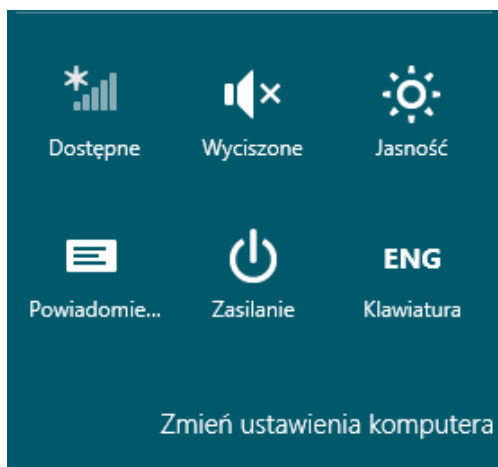 Dostępne
Wyciszone
Jasność
Powiadomie...
Zasilanie
ENG
Klawiatura
Zmień ustawienia komputera